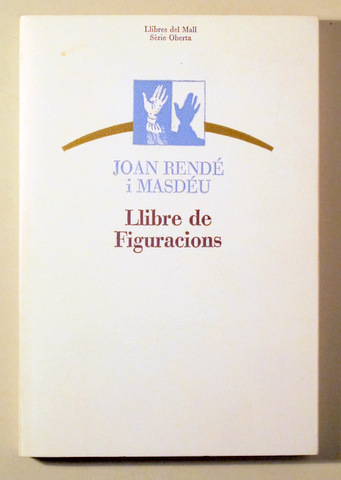 Llibres del Mall
Sèrie Oberta
JOAN RENDÉ
i MASDÉU
Llibre de
Figuracions